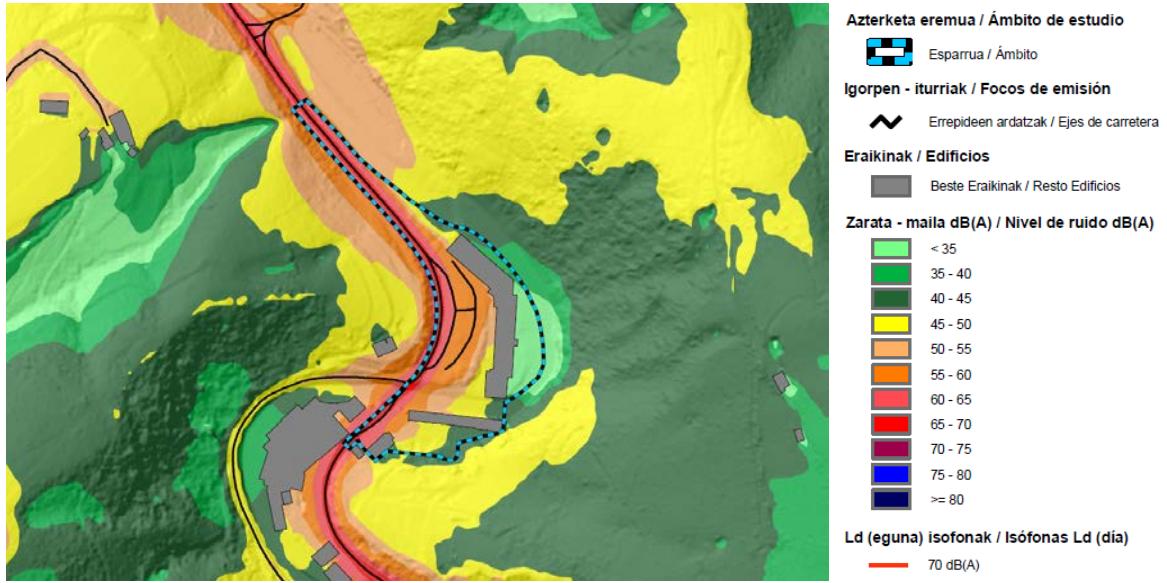 Azterketa eremua / Ámbito de estudio
Esparrua / Ámbito
Igorpen - iturriak / Focos de emisión
Errepideen ardatzak / Ejes de carretera
Eraikinak / Edificios
Beste Eraikinak / Resto Edificios
Zarata - maila dB(A) / Nivel de ruido dB(A)
< 35
35 - 40
40 - 45
45 - 50
50 - 55
55 - 60
60 - 65
65 - 70
70 - 75
75 - 80
>= 80
Ld (eguna) isofonak / Isófonas Ld (día)
70 dB(A)